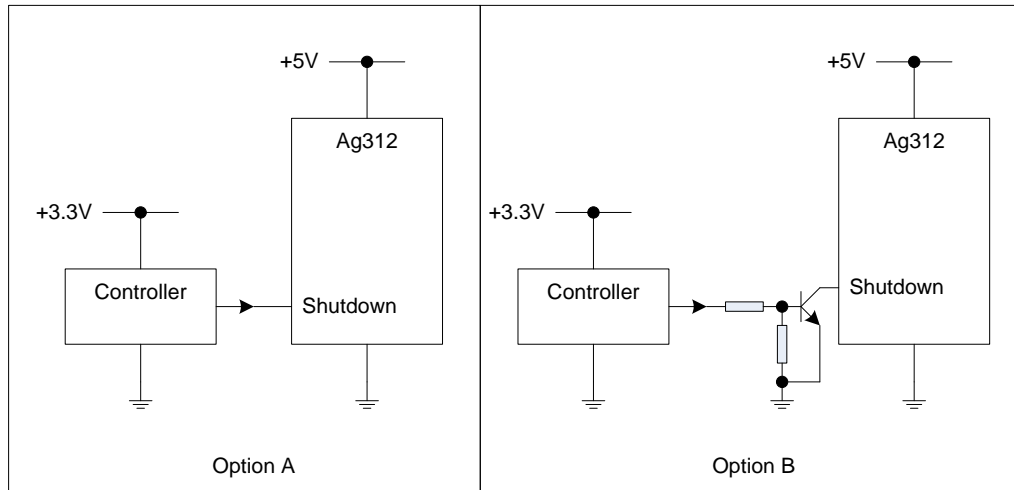 +5V
Ag312
+3.3V
Controller
Shutdown
Option A
+5V
Ag312
+3.3V
Controller
Shutdown
Option B